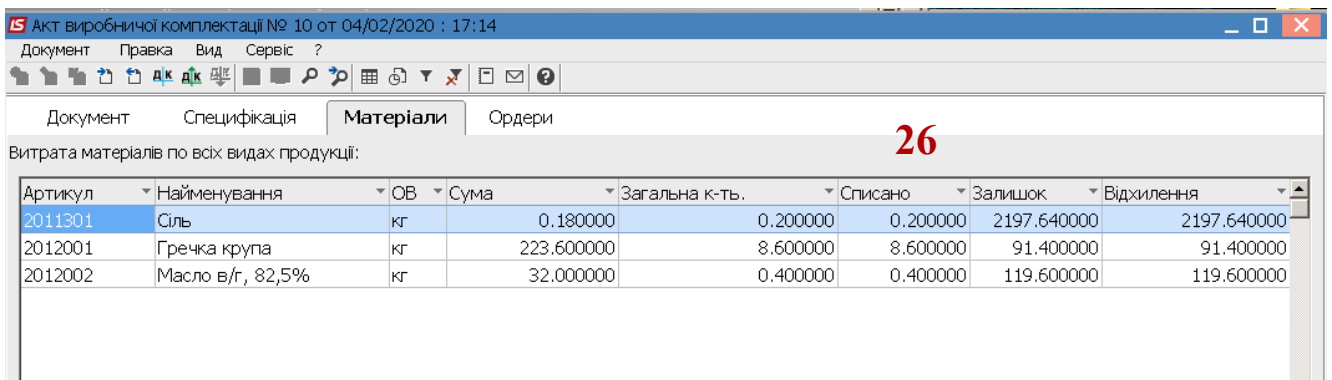 IS Акт виробничої комплектації № 10 от 04/02/2020 : 17:14
Документ Правка Вид Сервіс ?
Документ Специфікація Матеріали Ордери
26
Витрата матеріалів по всіх видах продукції:
Артикул Найменування ОВ Сума Загальна к-ть. Списано Залишок Відхилення
2011301 Сіль кг 0.180000 0.200000 0.200000 2197.640000 2197.640000
2012001 Гречка крупа кг 223.600000 8.600000 8.600000 91.400000 91.400000
2012002 Масло в/г, 82,5% кг 32.000000 0.400000 0.400000 119.600000 119.600000